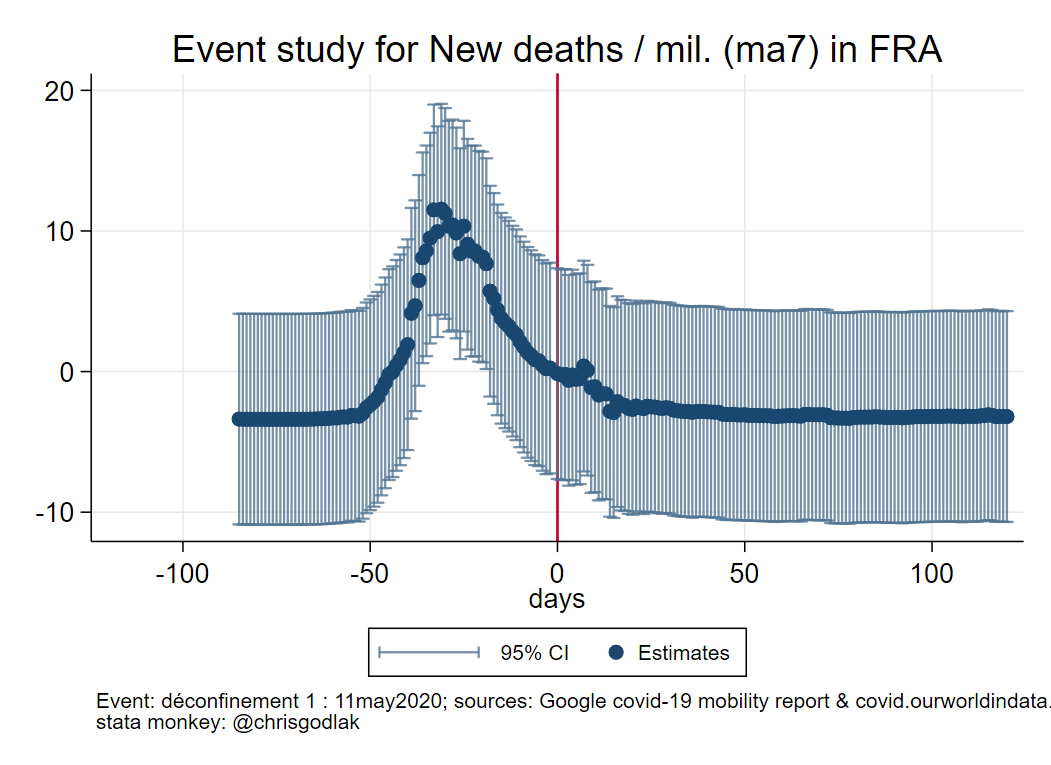 Event study for New deaths / mil. (ma7) in FRA
20
10
0
-10
-100 -50 0 50 100
days
95% CI Estimates
Event: déconfinement 1 : 11may2020; sources: Google covid-19 mobility report & covid.ourworldindata.
stata monkey: @chrisgodlak